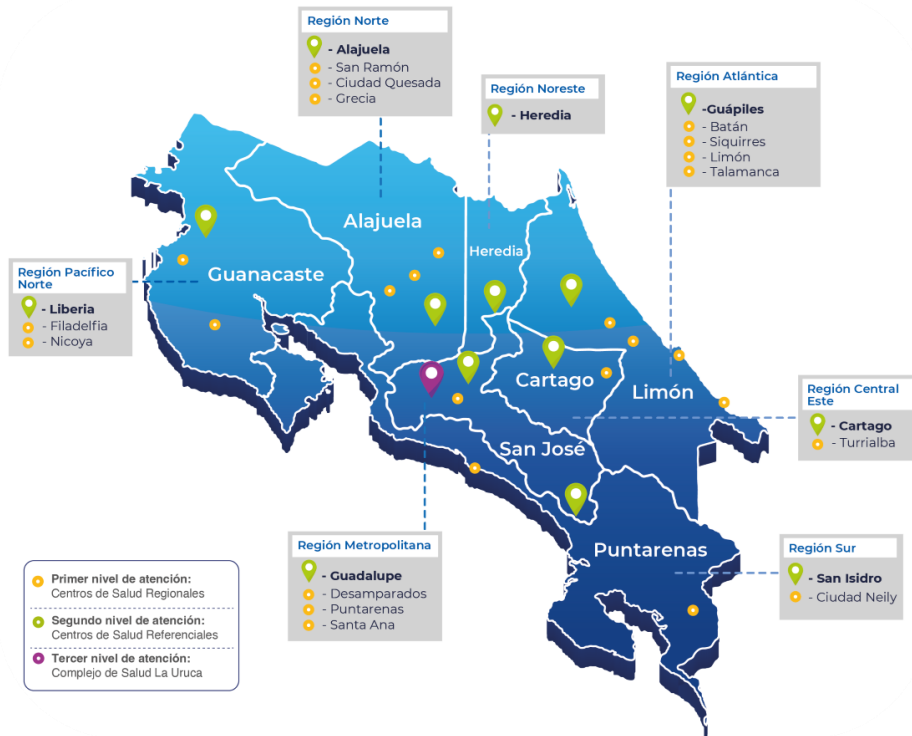 Región Norte
- Alajuela
- San Ramón
- Ciudad Quesada
- Grecia
Región Noreste
- Heredia
Región Atlántica
-Guápiles
- Batán
- Siquirres
- Limón
- Talamanca
Alajuela
Heredia
Guanacaste
Región Pacífico
Norte
- Liberia
- Filadelfia
- Nicoya
Cartago
Limón
San José
Puntarenas
Región Central
Este
- Cartago
- Turrialba
Región Metropolitana
- Guadalupe
- Desamparados
- Puntarenas
- Santa Ana
Región Sur
- San Isidro
- Ciudad Neily
Primer nivel de atención:
Centros de Salud Regionales
Segundo nivel de atención:
Centros de Salud Referenciales
Tercer nivel de atención:
Complejo de Salud La Uruca